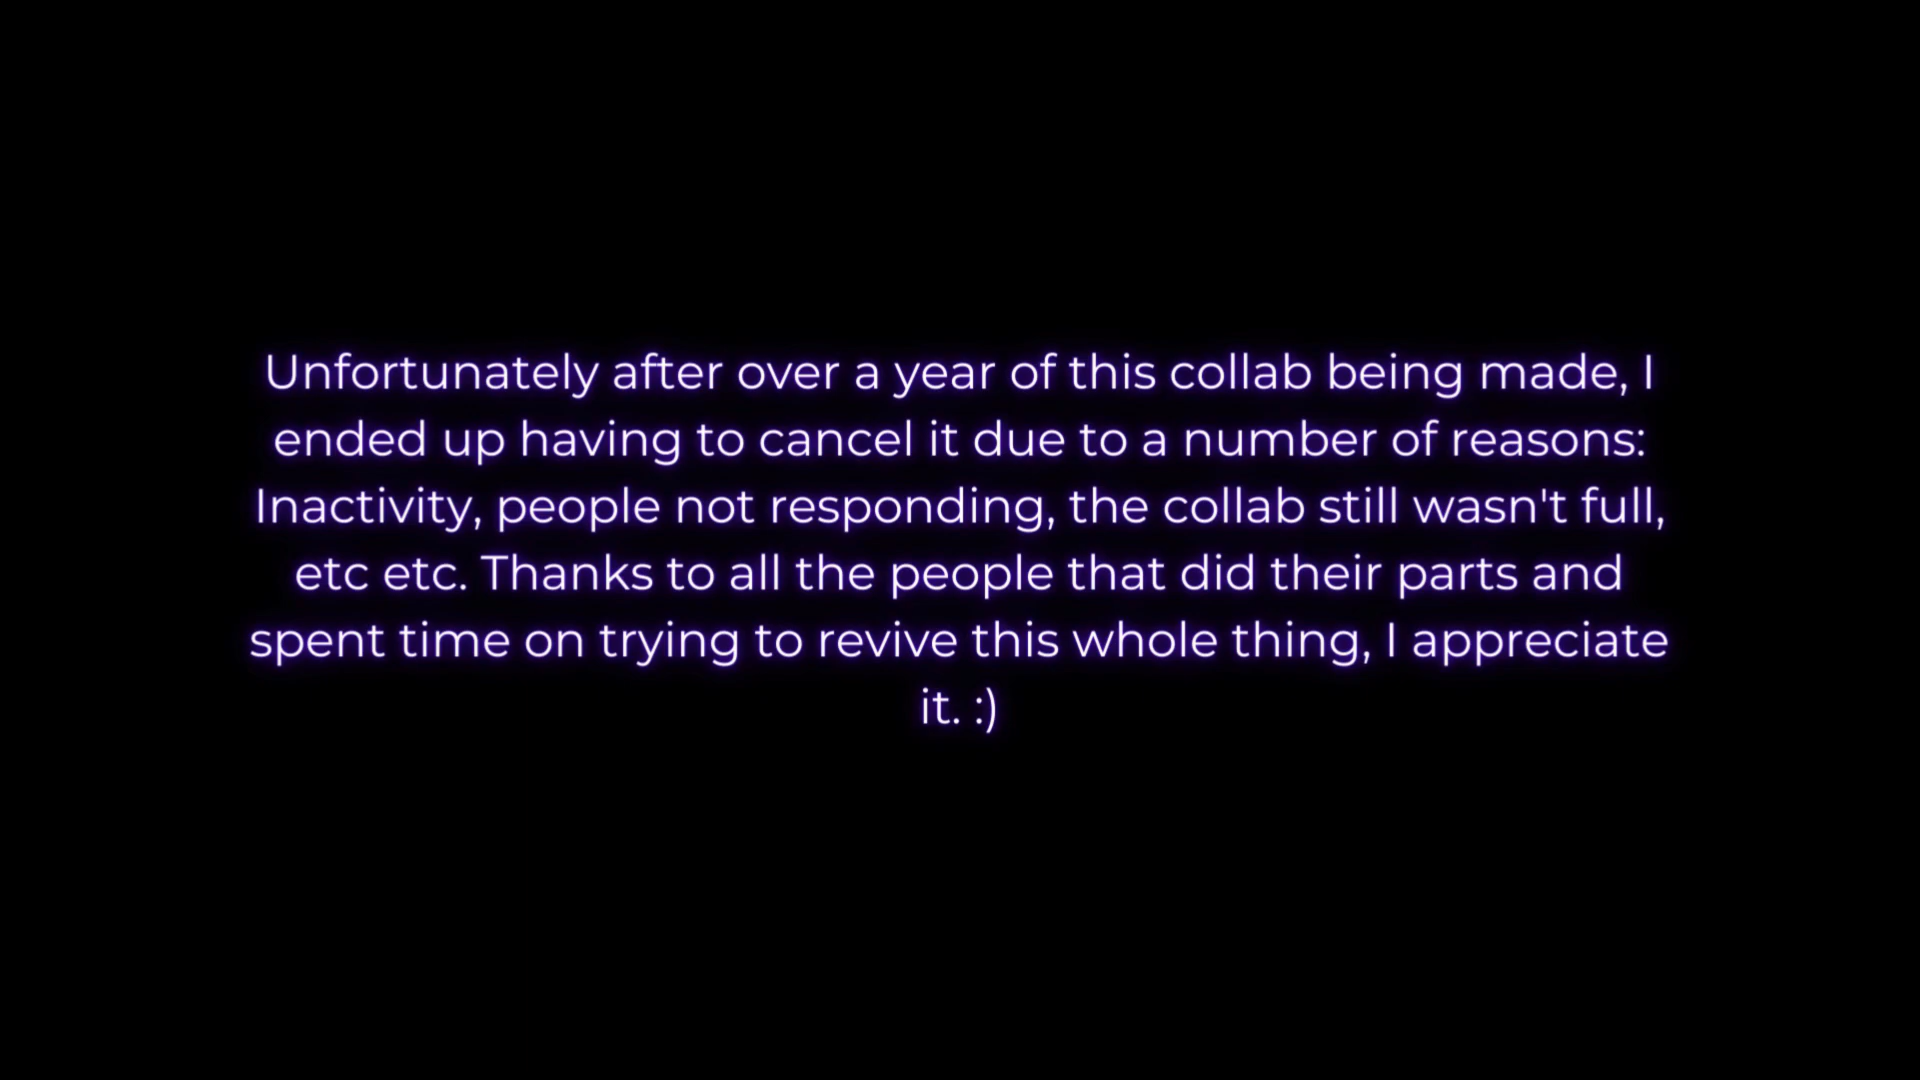 Unfortunately after over a year of this collab being made, I
ended up having to cancel it due to a number of reasons:
Inactivity, people not responding, the collab still wasn't full,
etc etc. Thanks to all the people that did their parts and
spent time on trying to revive this whole thing, I appreciate
it. :)